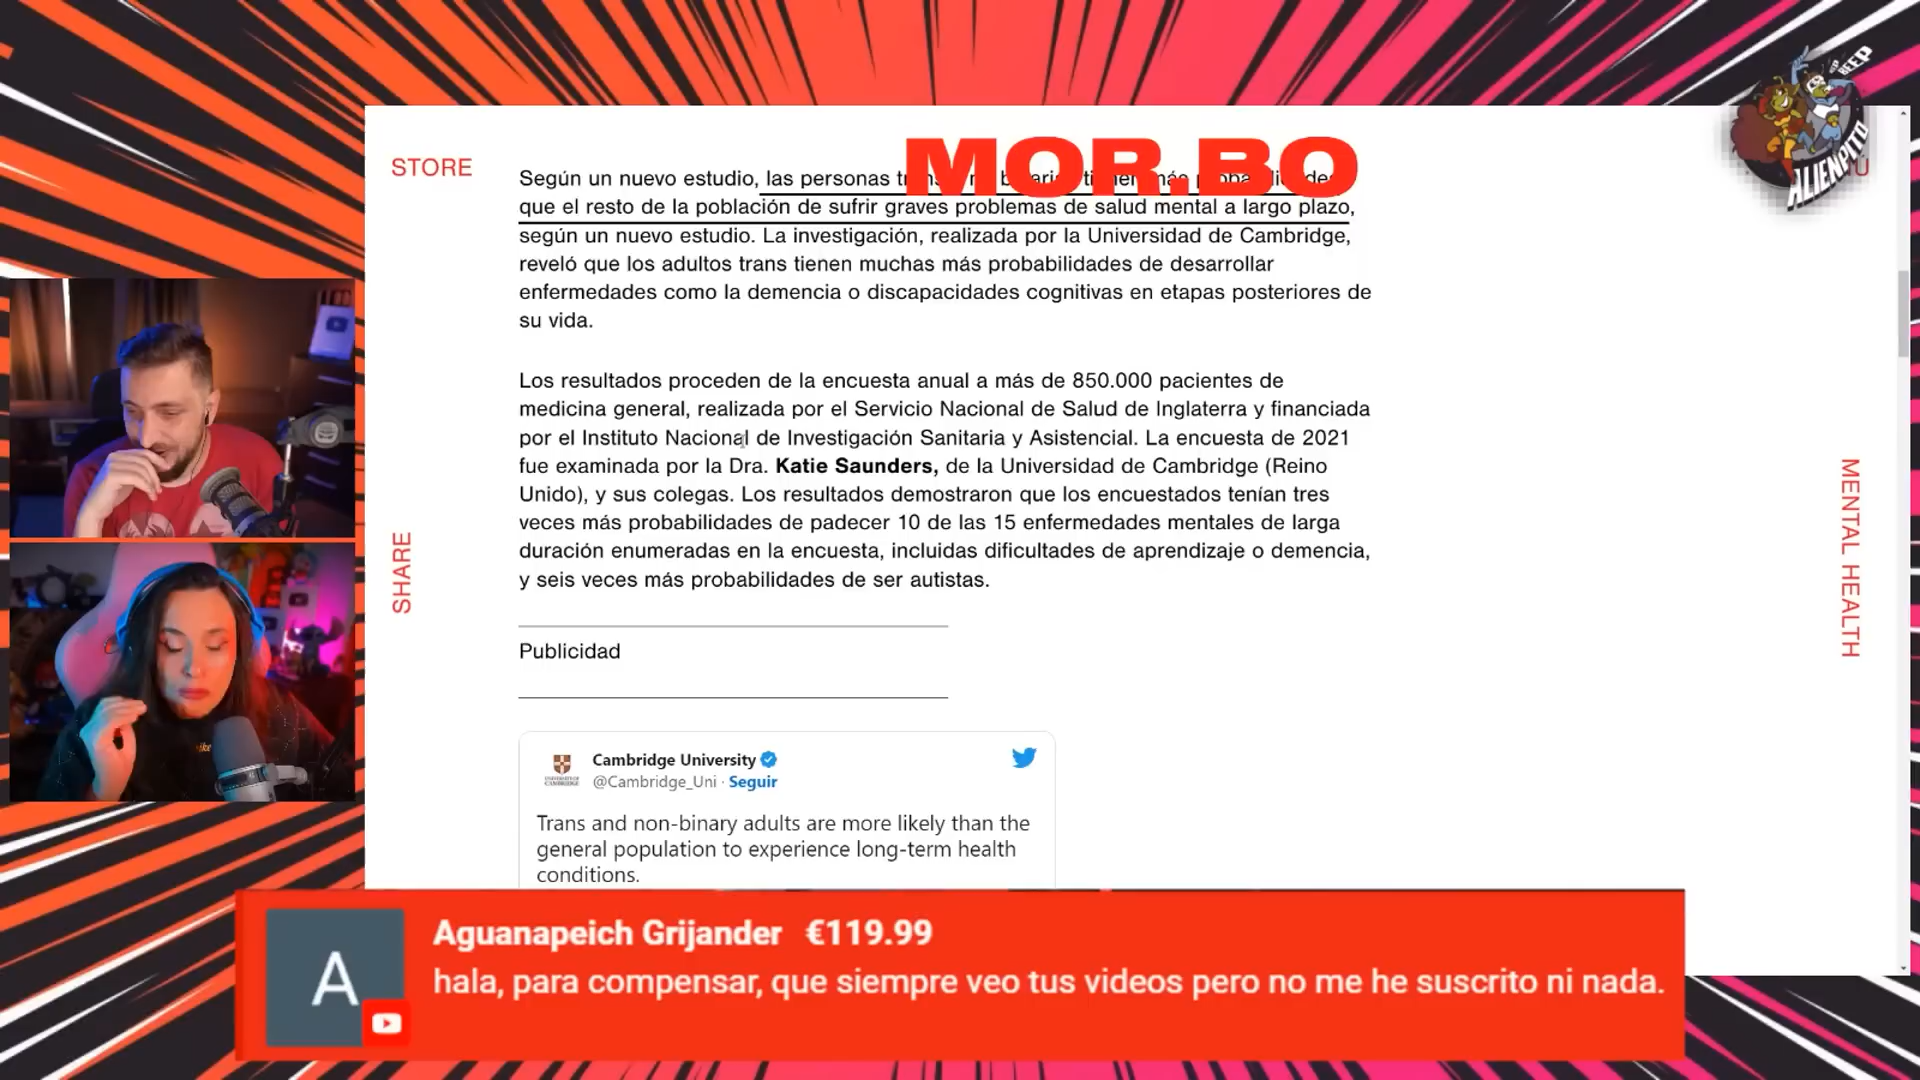 STORE
MOR.BO
Según un nuevo estudio, las personas
que el resto de la población de sufrir graves problemas de salud mental a largo plazo,
según un nuevo estudio. La investigación, realizada por la Universidad de Cambridge,
reveló que los adultos trans tienen muchas más probabilidades de desarrollar
enfermedades como la demencia o discapacidades cognitivas en etapas posteriores de
su vida.
Los resultados proceden de la encuesta anual a más de 850.000 pacientes de
medicina general, realizada por el Servicio Nacional de Salud de Inglaterra y financiada
por el Instituto Nacional de Investigación Sanitaria y Asistencial. La encuesta de 2021
fue examinada por la Dra. Katie Saunders, de la Universidad de Cambridge (Reino
Unido), y sus colegas. Los resultados demostraron que los encuestados tenían tres
veces más probabilidades de padecer 10 de las 15 enfermedades mentales de larga
duración enumeradas en la encuesta, incluidas dificultades de aprendizaje o demencia,
y seis veces más probabilidades de ser autistas.
SHARE
MENTAL HEALTH
Publicidad
Cambridge University
@Cambridge_Uni · Seguir
Trans and non-binary adults are more likely than the
general population to experience long-term health
conditions.
BEEP
ALIENPITO
A
Aguanapeich Grijander €119.99
hala, para compensar, que siempre veo tus videos pero no me he suscrito ni nada.